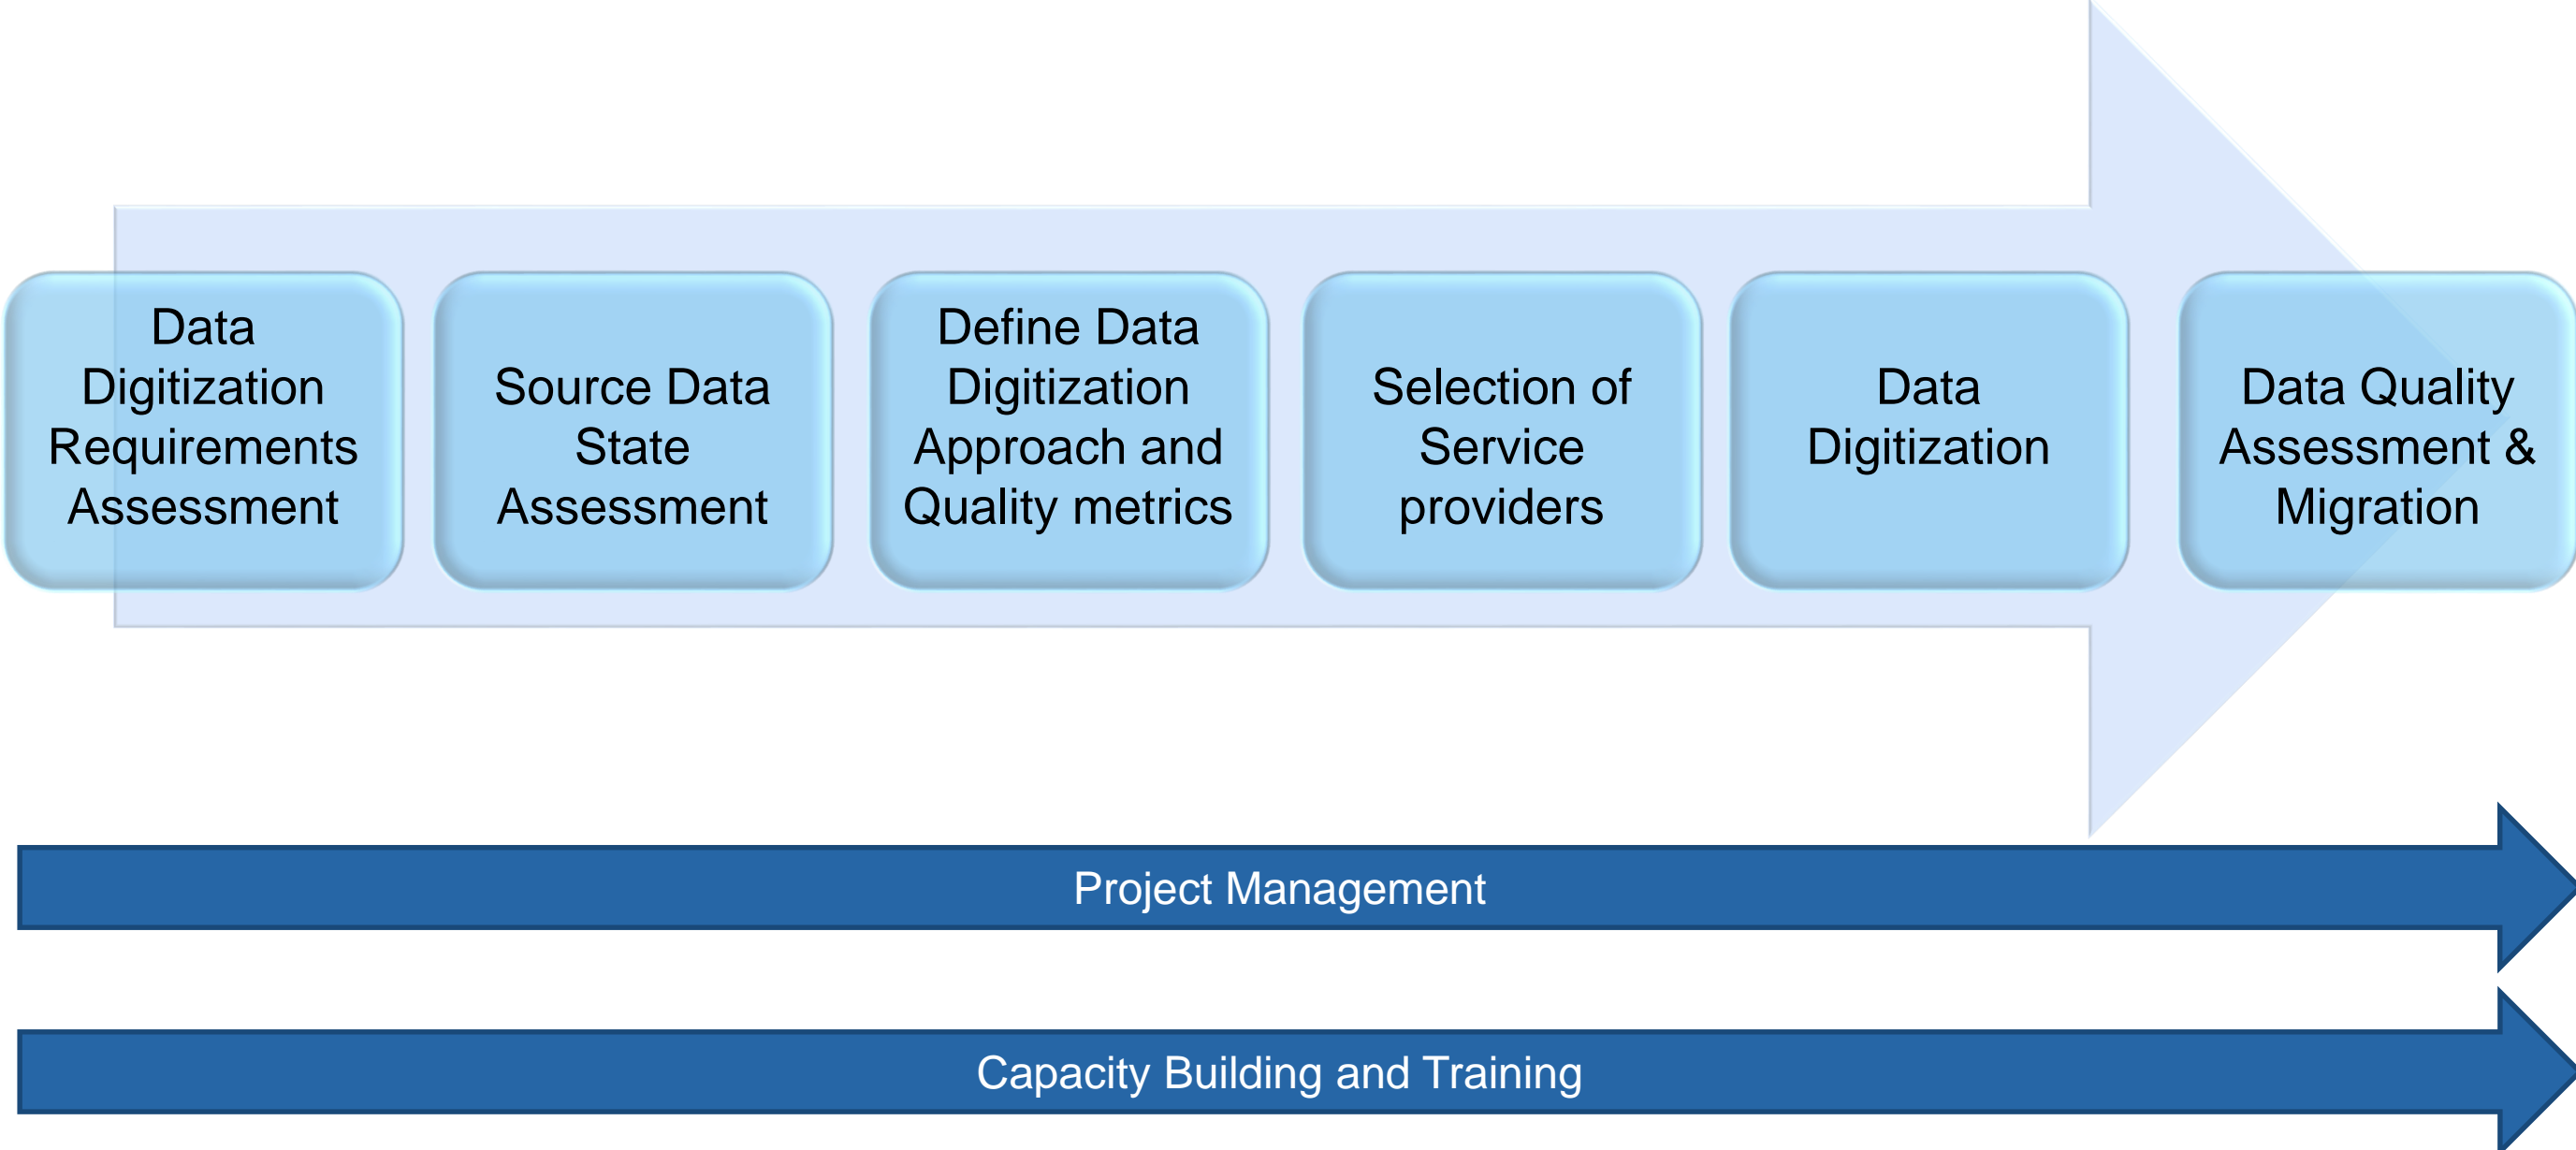 Data
Digitization
Requirements
Assessment
Source Data
State
Assessment
Define Data
Digitization
Approach and
Quality metrics
Selection of
Service
providers
Data
Digitization
Data Quality
Assessment &
Migration
Project Management
Capacity Building and Training